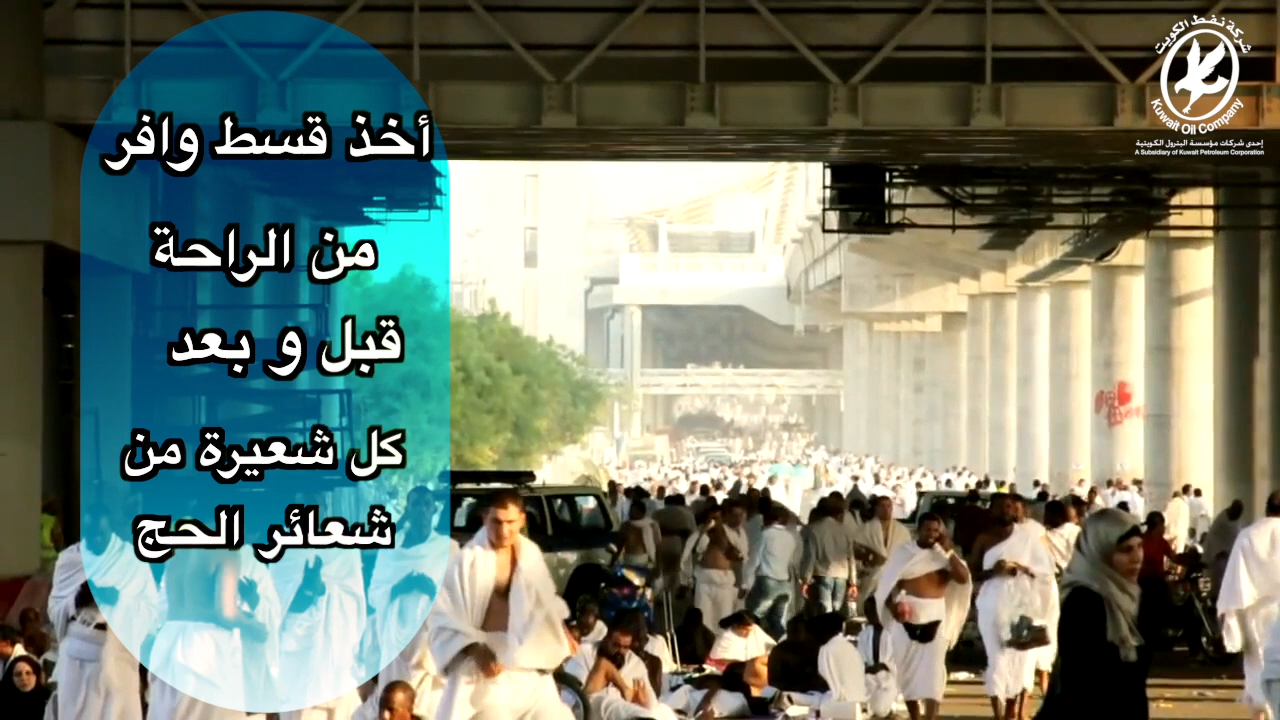 أخذ قسط وافر
من الراحة
قبل و بعد
كل شعيرة من
شعائر الحج
شركة نفط الكويت
Kuwait Oil Company
إحدى شركات مؤسسة البترول الكويتية
A Subsidiary of Kuwait Petroleum Corporation